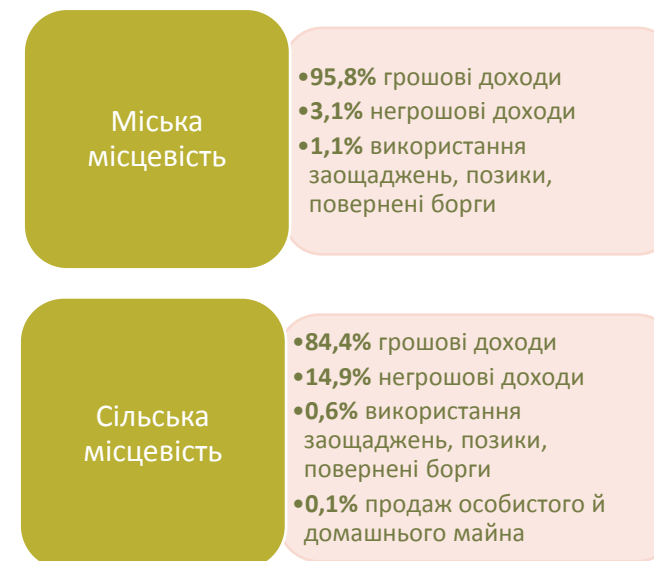 Міська
місцевість
•95,8% грошові доходи
•3,1% негрошові доходи
•1,1% використання
заощаджень, позики,
повернені борги
Сільська
місцевість
•84,4% грошові доходи
•14,9% негрошові доходи
•0,6% використання
заощаджень, позики,
повернені борги
•0,1% продаж особистого й
домашнього майна